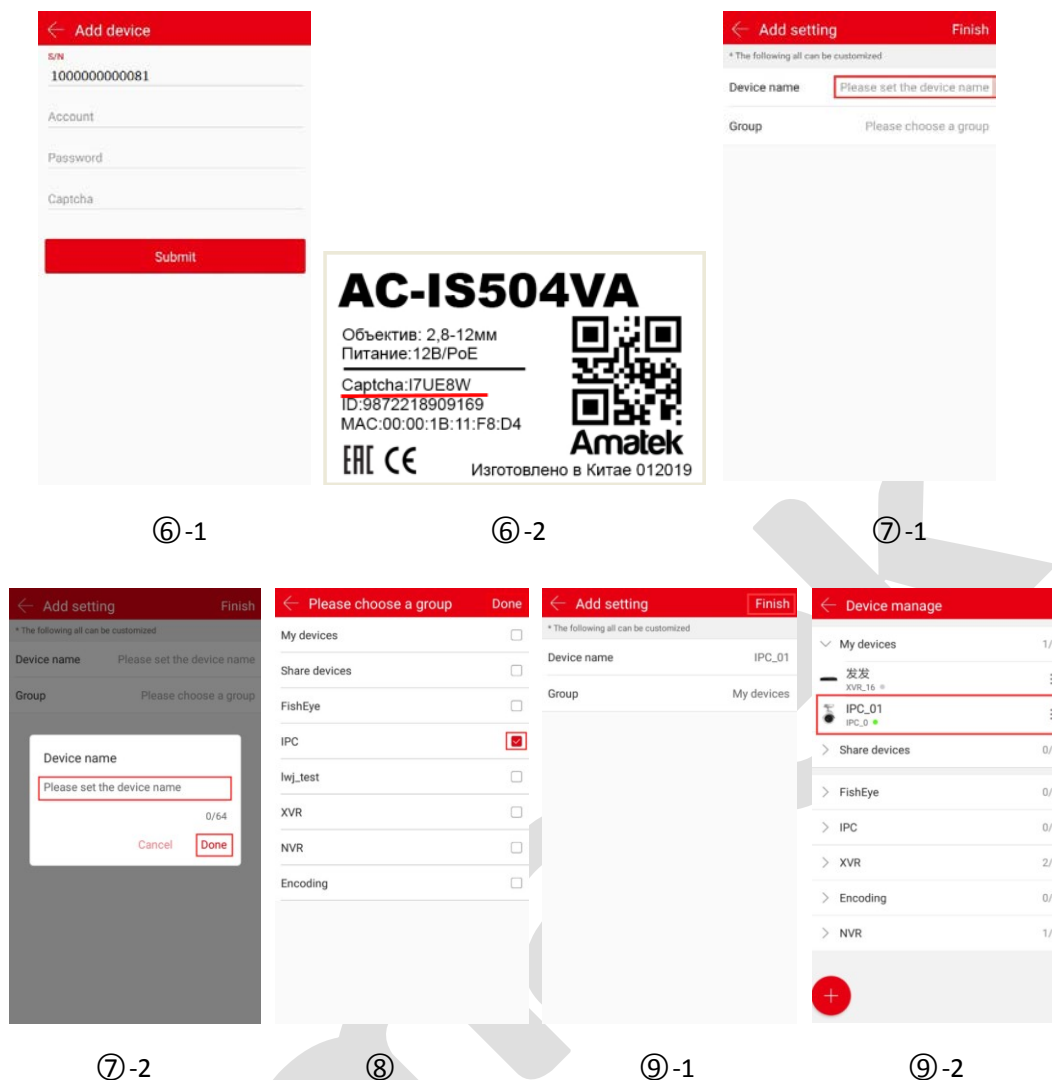 Add device
S/N
1000000000081
Account
Password
Captcha
Submit
AC-IS504VA
Объектив: 2,8-12мм
Питание:12В/PoE
Captcha:I7UE8W
ID:9872218909169
MAC:00:00:1B:11:F8:D4
Amatek
EAC CE
Изготовлено в Китае 012019
Add setting Finish
* The following all can be customized
Device name Please set the device name
Group Please choose a group
⑥-1
⑥-2
⑦-1
Add setting Finish
* The following all can be customized
Device name Please set the device name
Group Please choose a group
Device name
Please set the device name
0/64
Cancel Done
Please choose a group Done
My devices
Share devices
FishEye
IPC
lwj_test
XVR
NVR
Encoding
Add setting Finish
* The following all can be customized
Device name IPC_01
Group My devices
Device manage
My devices 1/
发发
XVR_16
IPC_01
IPC_0
Share devices 0/
FishEye 0/
IPC 0/
XVR 2/
Encoding 0/
NVR 1/
+
⑦-2
⑧
⑨-1
⑨-2